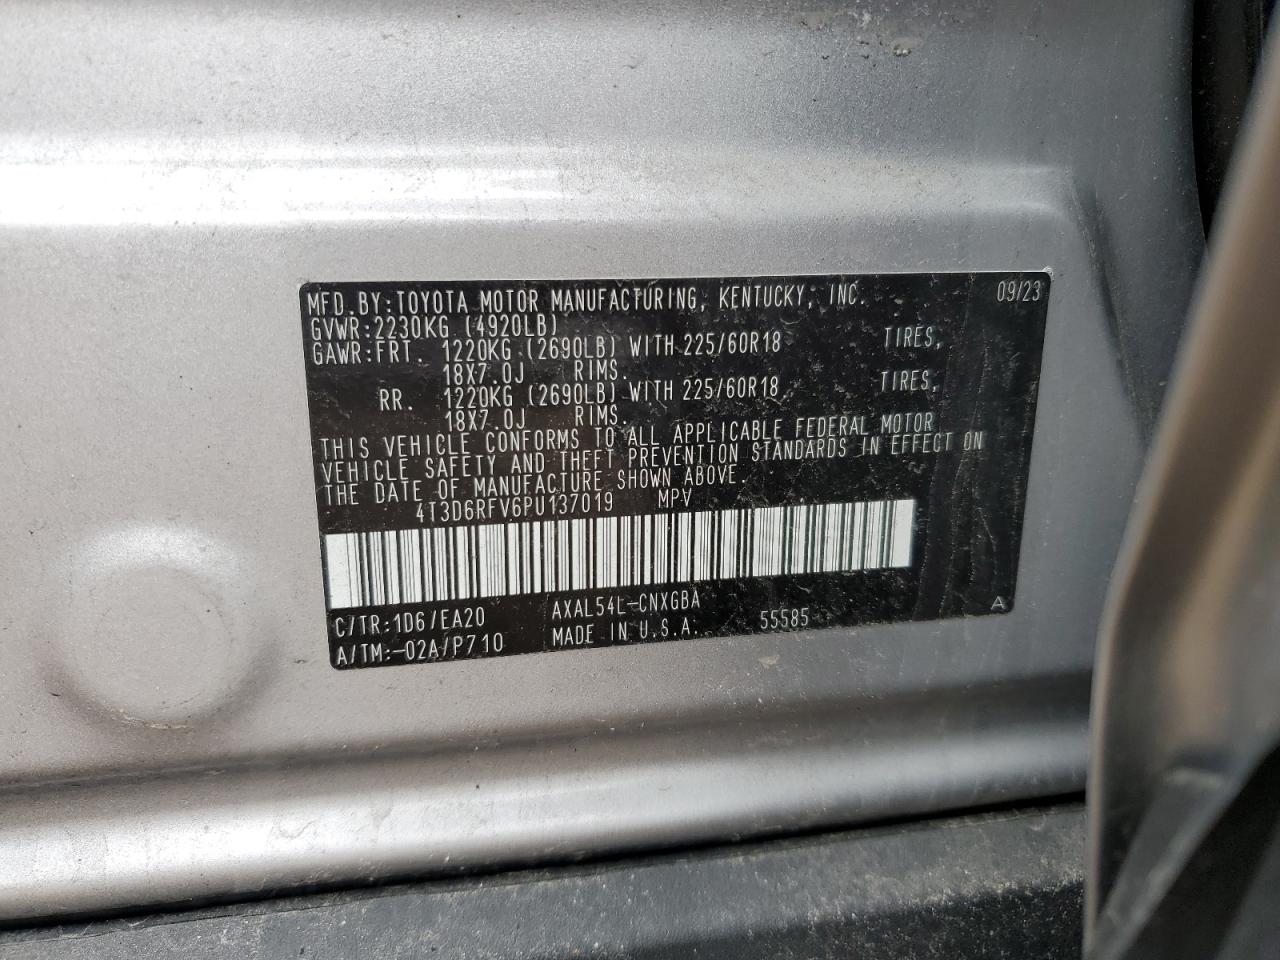 MFD.BY:TOYOTA MOTOR MANUFACTURING, KENTUCKY, INC. 09/23
GVWR:2230KG (4920LB)
GAWR:FRT. 1220KG (2690LB) WITH 225/60R18 TIRES,
18X7.0J RIMS.
RR. 1220KG (2690LB) WITH 225/60R18 TIRES,
18X7.0J RIMS.
THIS VEHICLE CONFORMS TO ALL APPLICABLE FEDERAL MOTOR
VEHICLE SAFETY AND THEFT PREVENTION STANDARDS IN EFFECT ON
THE DATE OF MANUFACTURE SHOWN ABOVE.
4T3D6RFV6PU137019 MPV
C/TR:1D6/EA20 AXAL54L-CNXGBA
A/TM:-02A/P710 MADE IN U.S.A. 55585 A